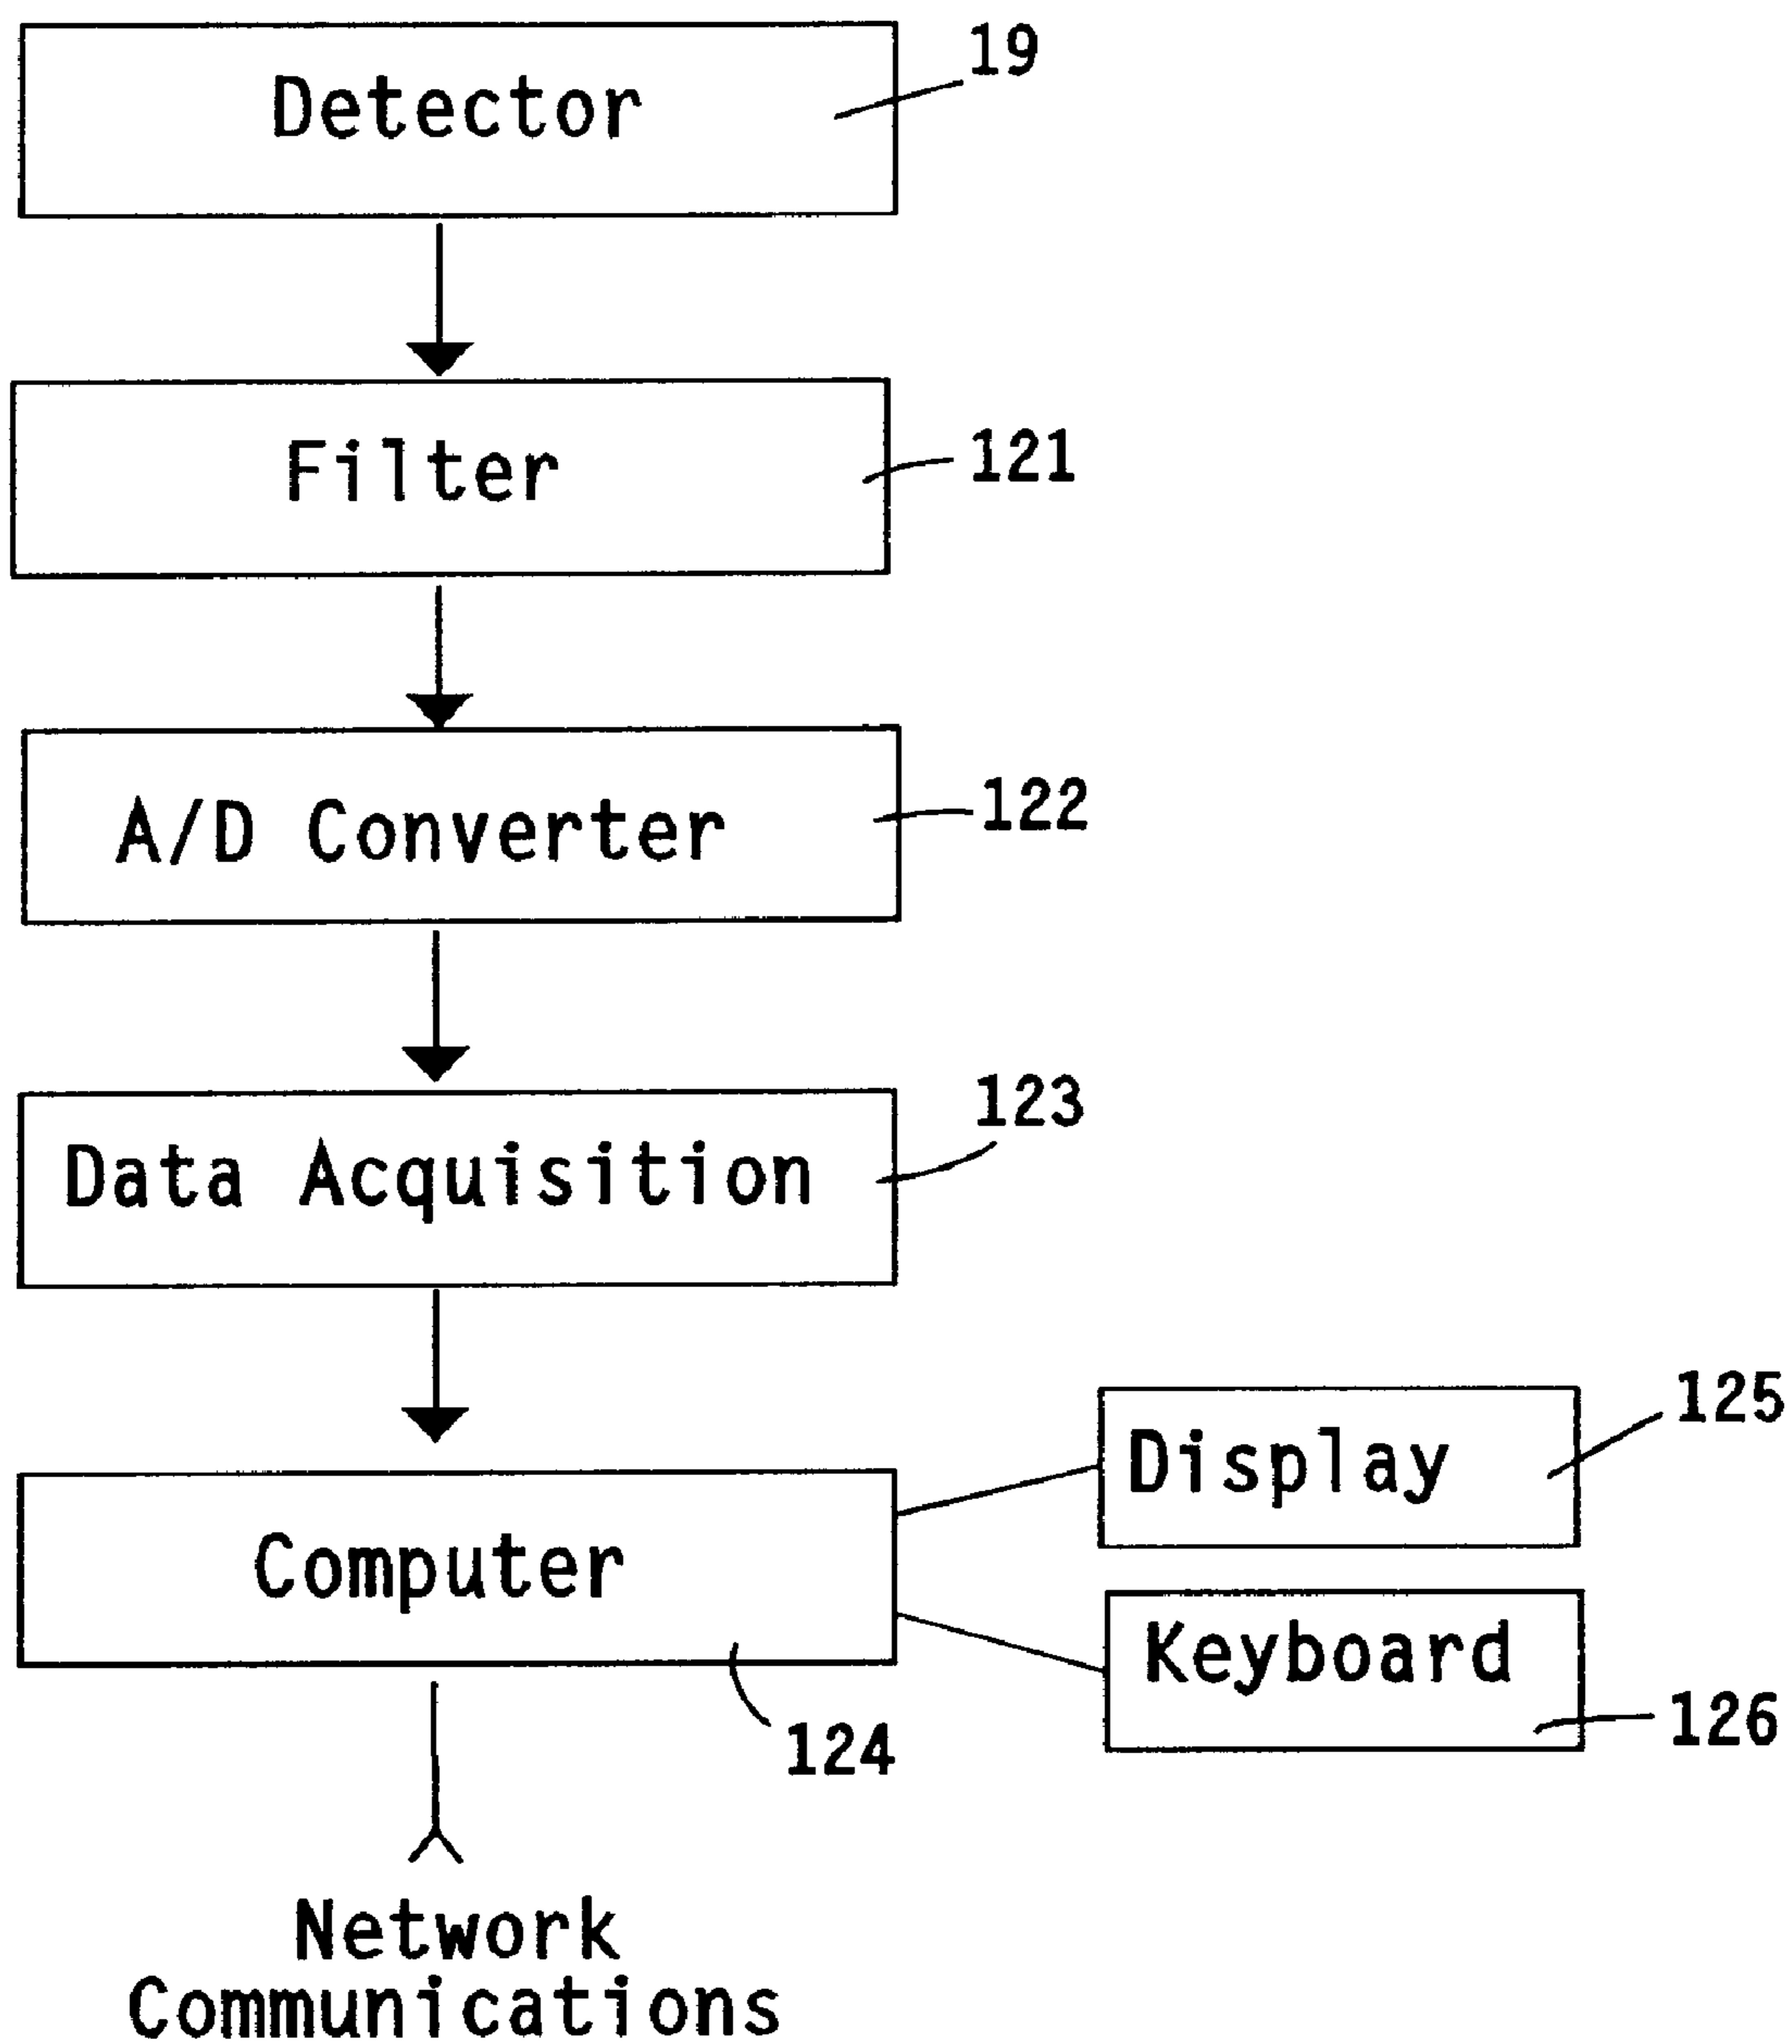 Detector
19
Filter
121
A/D Converter
122
Data Acquisition
123
Computer
124
Display
125
Keyboard
126
Network
Communications